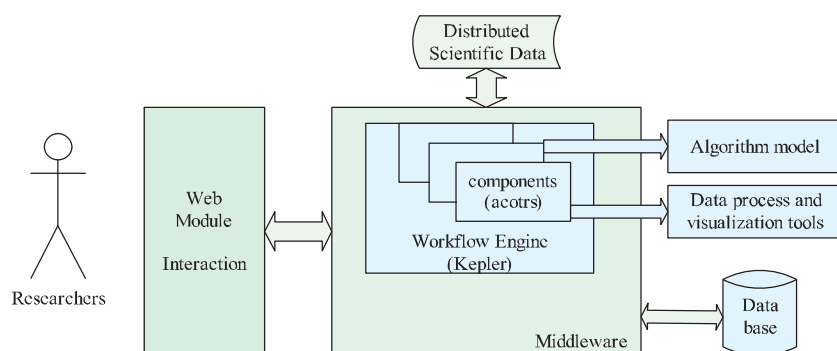 Distributed
Scientific Data
Researchers
Web
Module
Interaction
components
(acotrs)
Workflow Engine
(Kepler)
Middleware
Algorithm model
Data process and
visualization tools
Data
base